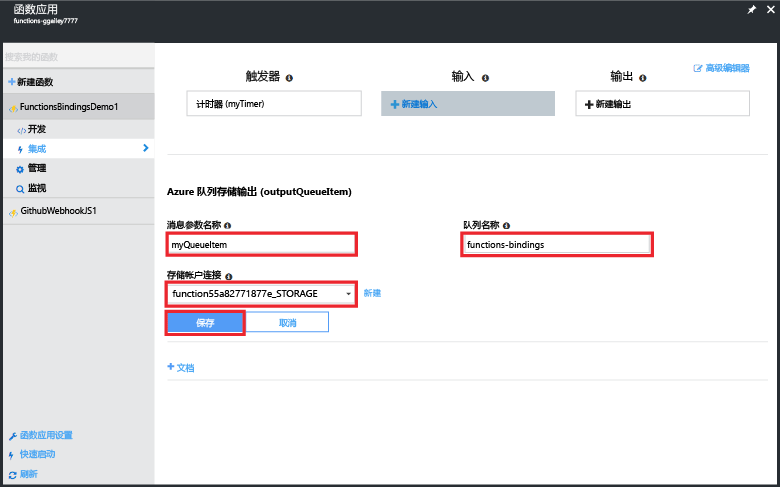 函数应用
functions-ggailey7777
搜索我的函数
新建函数
FunctionsBindingsDemo1
开发
集成
管理
监视
GithubWebhookJS1
函数应用设置
快速启动
刷新
触发器
输入
输出
高级编辑器
计时器 (myTimer)
新建输入
新建输出
Azure 队列存储输出 (outputQueueItem)
消息参数名称
队列名称
myQueueItem
functions-bindings
存储帐户连接
function55a82771877e_STORAGE
新建
保存
取消
文档